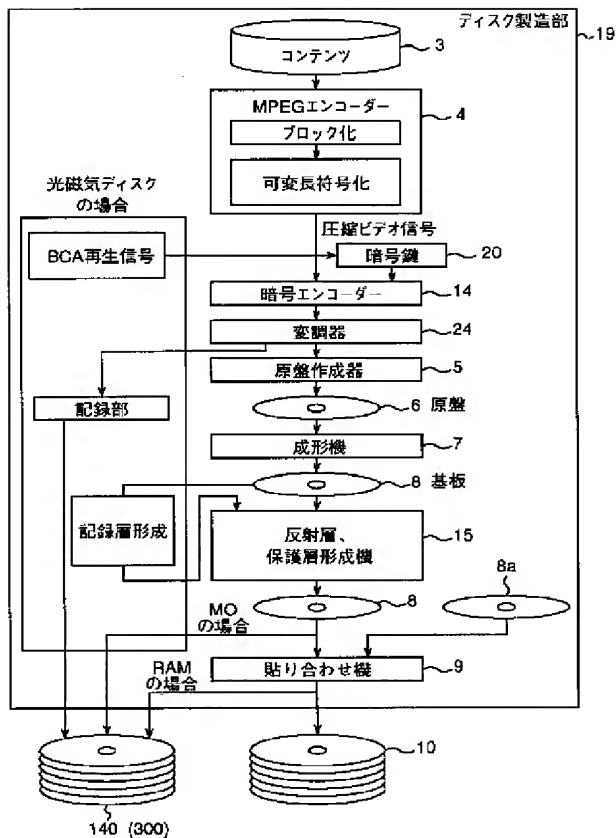 ディスク製造部
19
コンテンツ
3
MPEGエンコーダー
4
ブロック化
可変長符号化
光磁気ディスク
の場合
圧縮ビデオ信号
BCA再生信号
暗号鍵
20
暗号エンコーダー
14
変調器
24
原盤作成器
5
記録部
6 原盤
成形機
7
8 基板
記録層形成
反射層、
保護層形成機
15
8a
8
MO
の場合
貼り合わせ機
9
RAM
の場合
10
140 (300)